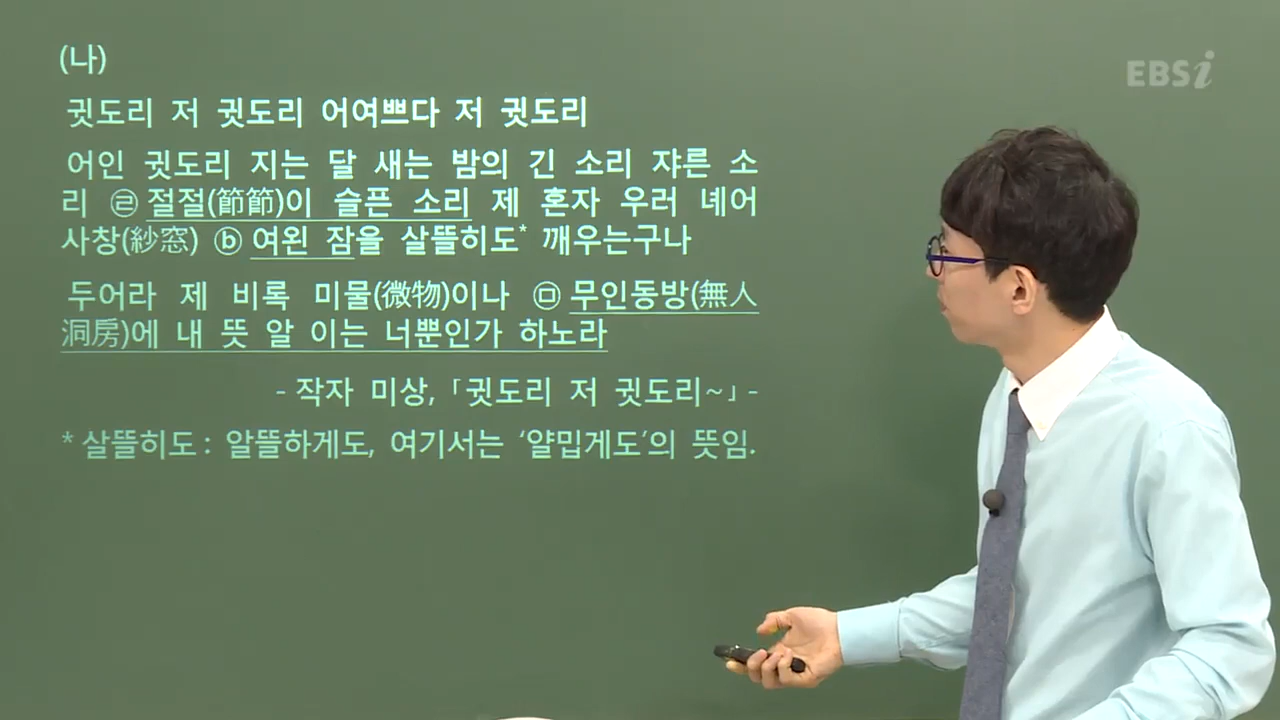 (나)
EBSi
귓도리 저 귓도리 어여쁘다 저 귓도리
어인 귓도리 지는 달 새는 밤의 긴 소리 쟈른 소
리 ㉣ 절절(節節)이 슬픈 소리 제 혼자 우러 녜어
사창(紗窓) ⓑ 여왼 잠을 살뜰히도* 깨우는구나
두어라 제 비록 미물(微物)이나 ㉤ 무인동방(無人
洞房)에 내 뜻 알 이는 너뿐인가 하노라
- 작자 미상, 「귓도리 저 귓도리~」 -
* 살뜰히도 : 알뜰하게도, 여기서는 ‘얄밉게도’의 뜻임.